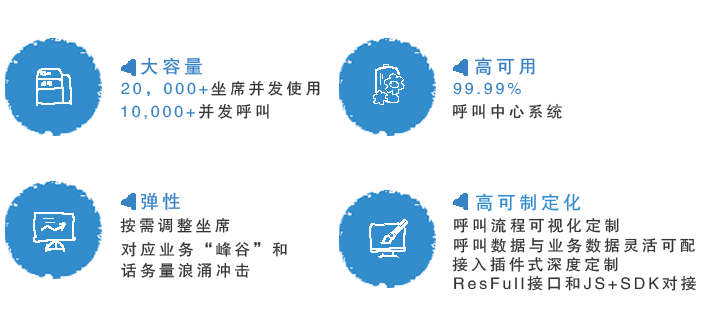 大容量
20，000+坐席并发使用
10,000+并发呼叫
高可用
99.99%
呼叫中心系统
弹性
按需调整坐席
对应业务“峰谷”和
话务量浪涌冲击
高可制定化
呼叫流程可视化定制
呼叫数据与业务数据灵活可配
接入插件式深度定制
ResFull接口和JS+SDK对接